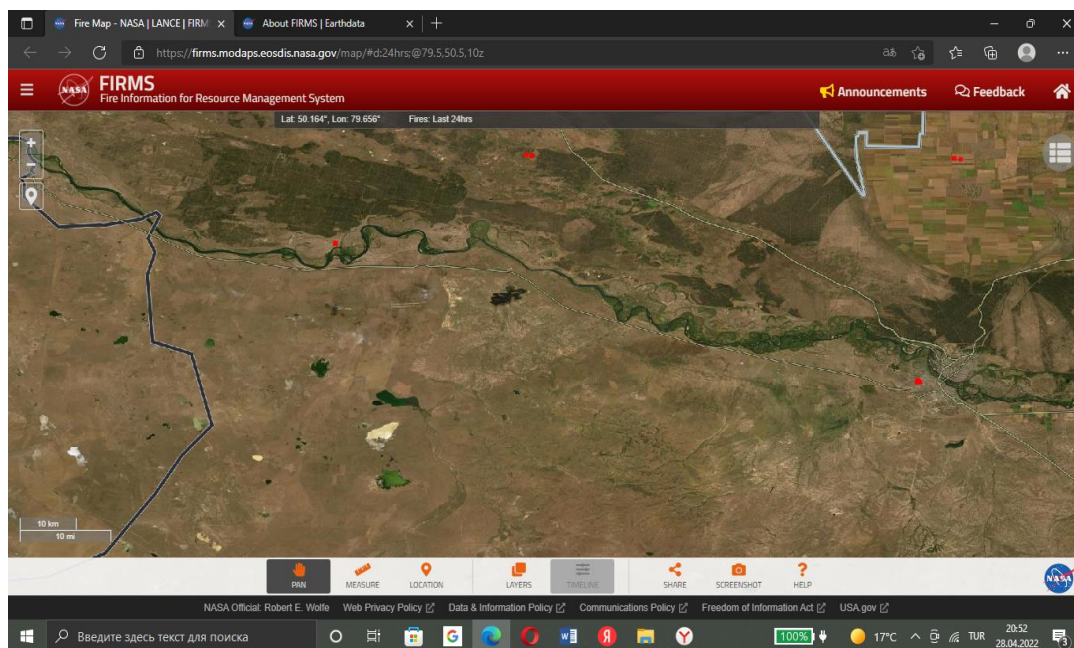 Fire Map - NASA | LANCE | FIRM
About FIRMS | Earthdata
https://firms.modaps.eosdis.nasa.gov/map/#d:24hrs;@79.5,50.5,10z
FIRMS
Fire Information for Resource Management System
Announcements
Feedback
Lat: 50.164°, Lon: 79.656° Fires: Last 24hrs
10 km
10 mi
PAN
MEASURE
LOCATION
LAYERS
TIMELINE
SHARE
SCREENSHOT
HELP
NASA Official: Robert E. Wolfe Web Privacy Policy Data & Information Policy Communications Policy Freedom of Information Act USA.gov
Введите здесь текст для поиска
100%
17°C
TUR
20:52
28.04.2022